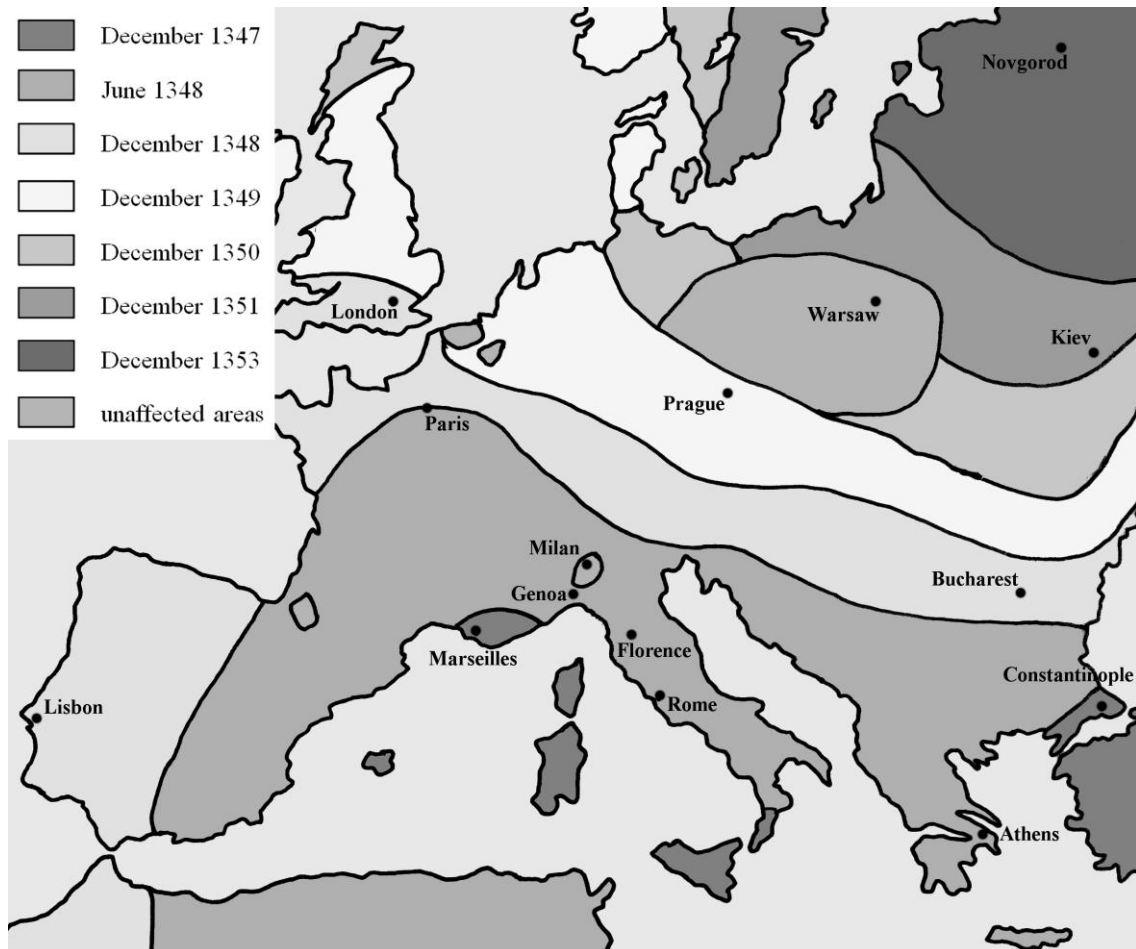 December 1347
June 1348
December 1348
December 1349
December 1350
December 1351
December 1353
unaffected areas
Novgorod
London
Warsaw
Kiev
Prague
Paris
Milan
Genoa
Bucharest
Marseilles
Florence
Constantinople
Rome
Lisbon
Athens